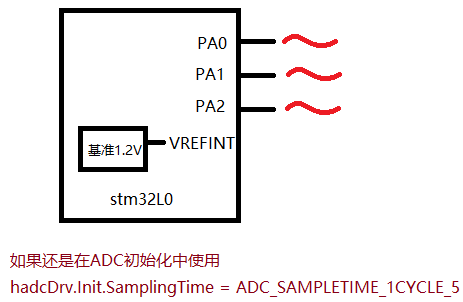 PA0
PA1
PA2
基准1.2V
VREFINT
stm32L0
如果还是在ADC初始化中使用
hadcDrv.Init.SamplingTime = ADC_SAMPLETIME_1CYCLE_5